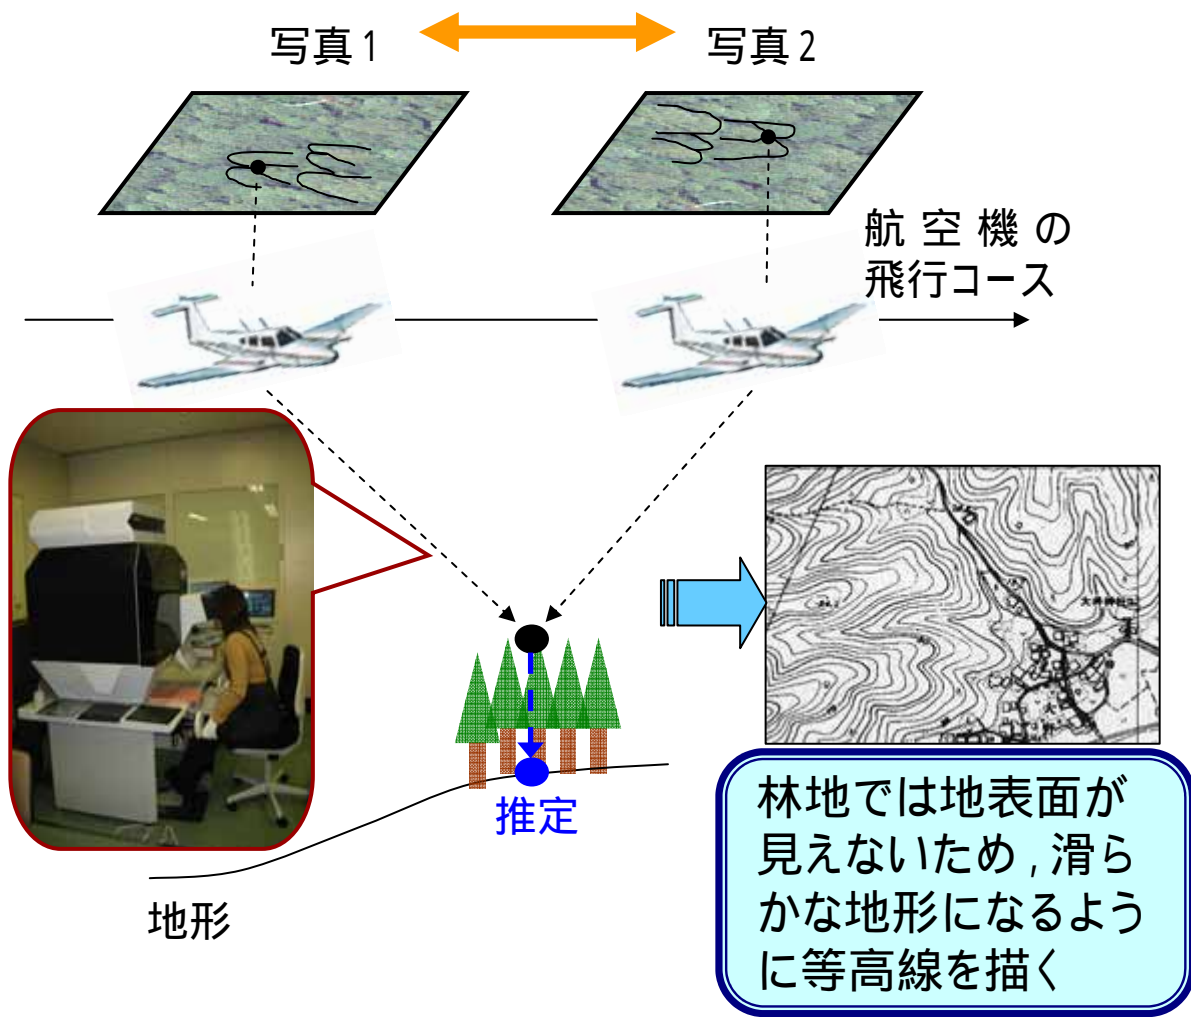 写真1
写真2
航空機の
飛行コース
推定
地形
林地では地表面が
見えないため,滑ら
かな地形になるよう
に等高線を描く